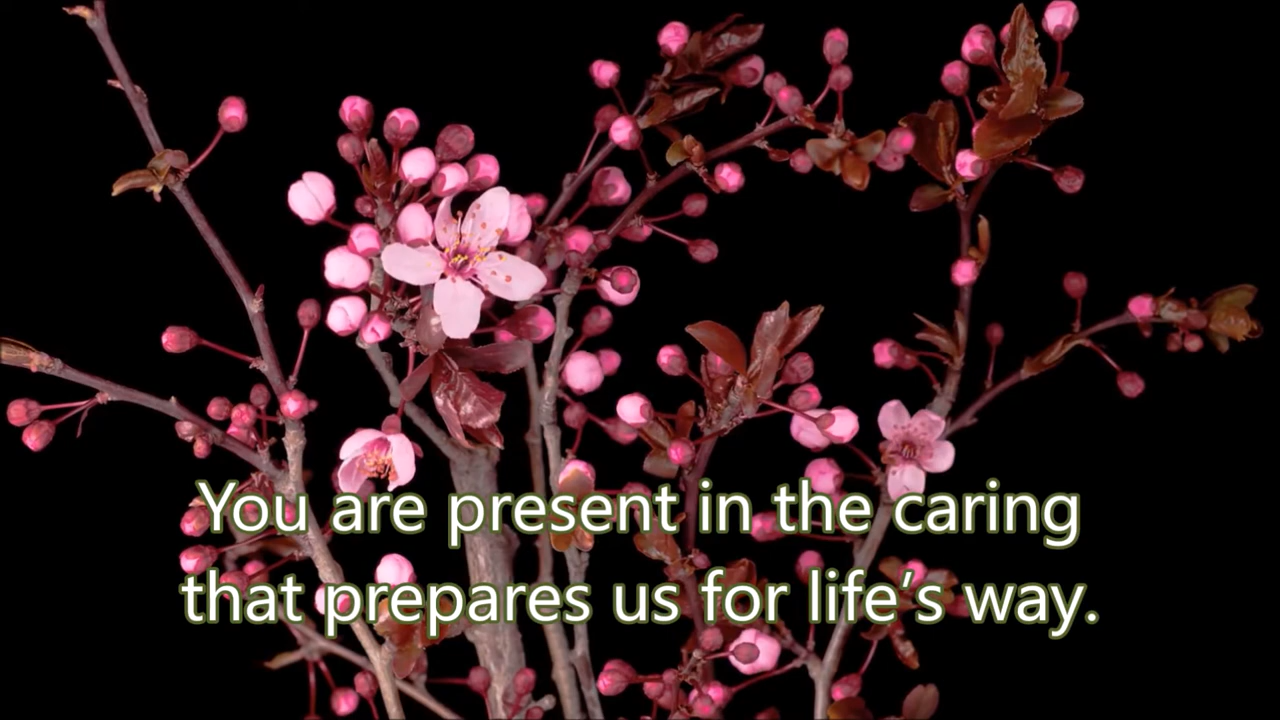 You are present in the caring
that prepares us for life’s way.